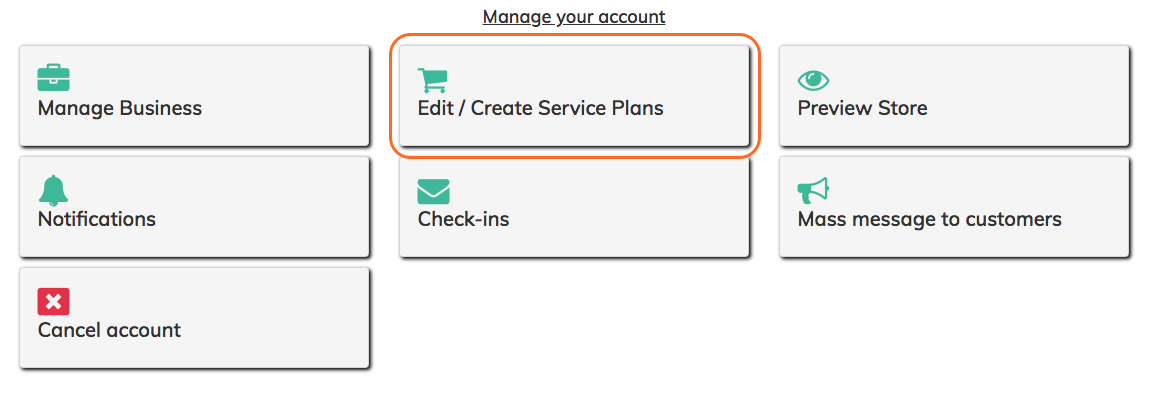 Manage your account
Manage Business
Edit / Create Service Plans
Preview Store
Notifications
Check-ins
Mass message to customers
Cancel account